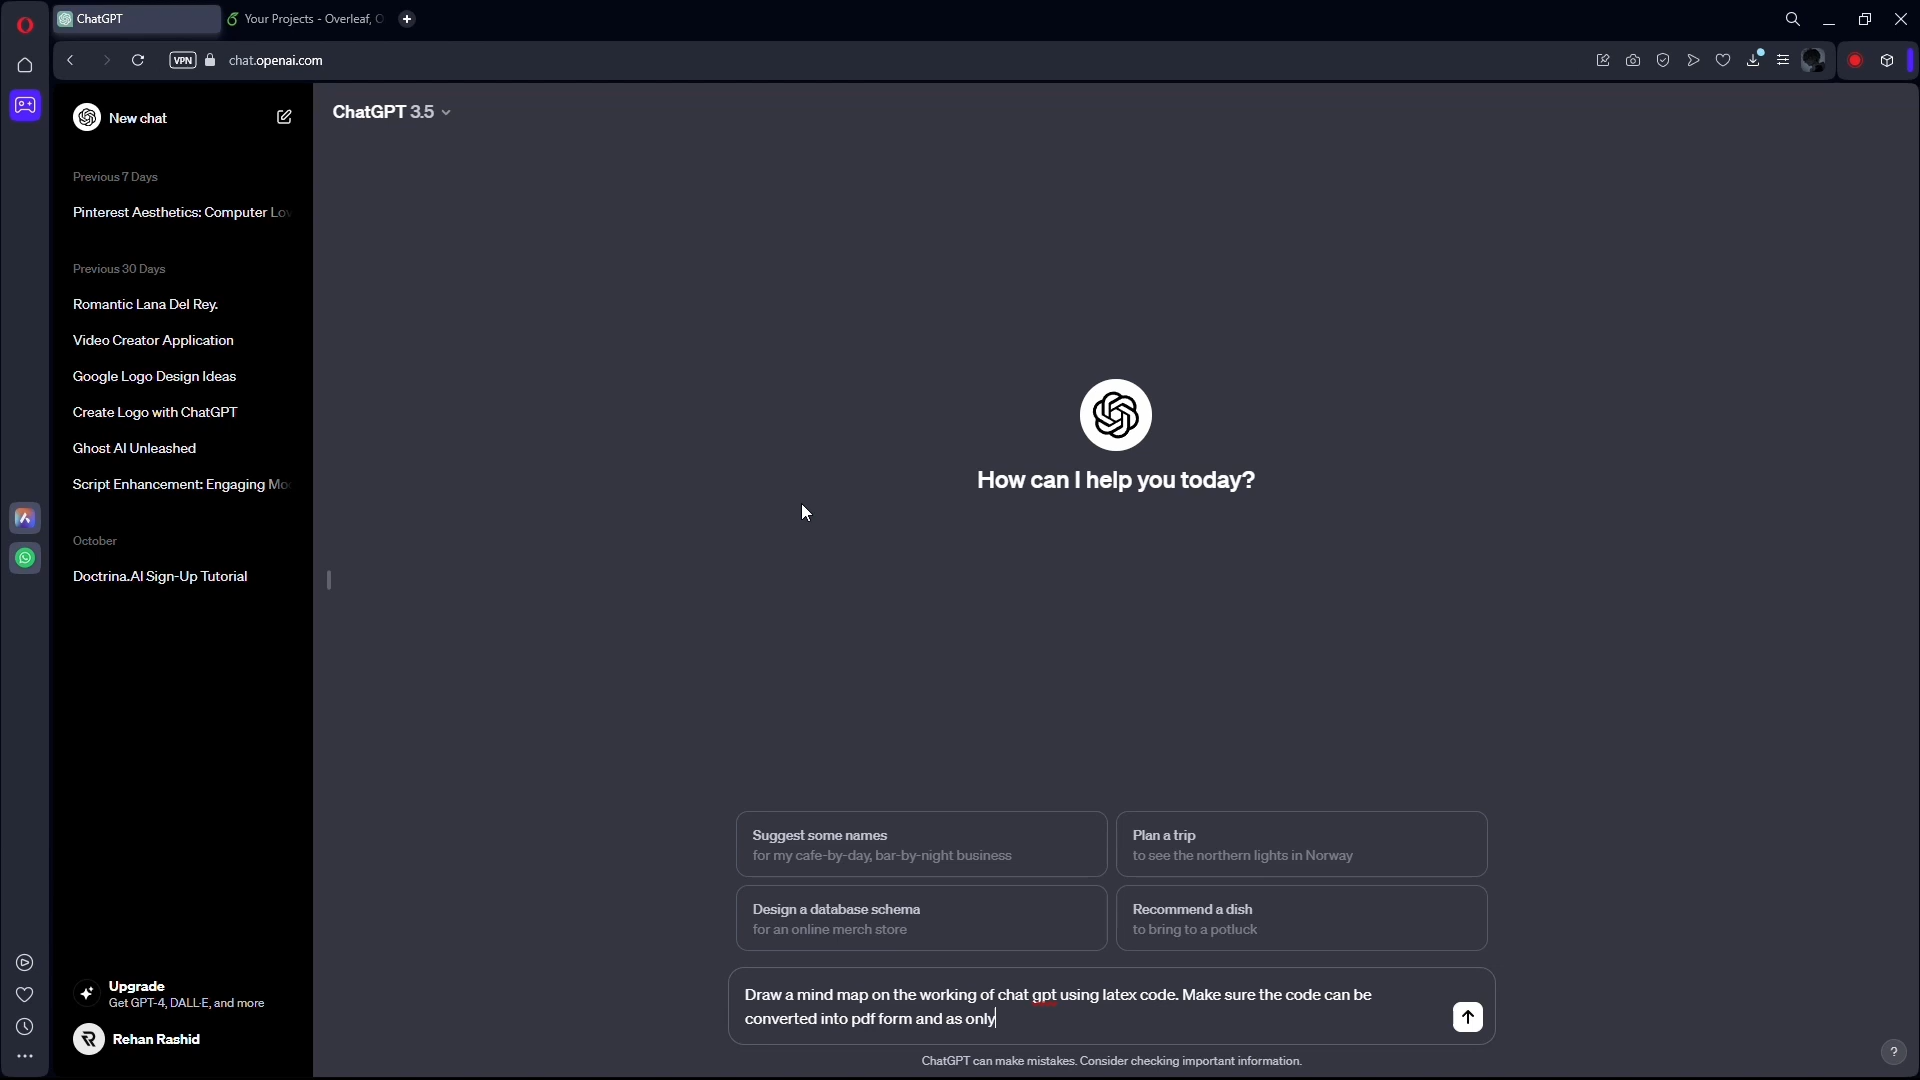 ChatGPT
Your Projects - Overleaf,
VPN
chat.openai.com
New chat
ChatGPT 3.5
Previous 7 Days
Pinterest Aesthetics: Computer Lov
Previous 30 Days
Romantic Lana Del Rey.
Video Creator Application
Google Logo Design Ideas
Create Logo with ChatGPT
Ghost AI Unleashed
Script Enhancement: Engaging Mo
October
Doctrina.AI Sign-Up Tutorial
How can I help you today?
Suggest some names
for my cafe-by-day, bar-by-night business
Plan a trip
to see the northern lights in Norway
Design a database schema
for an online merch store
Recommend a dish
to bring to a potluck
Draw a mind map on the working of chat gpt using latex code. Make sure the code can be
converted into pdf form and as only
ChatGPT can make mistakes. Consider checking important information.
Upgrade
Get GPT-4, DALL·E, and more
Rehan Rashid
?